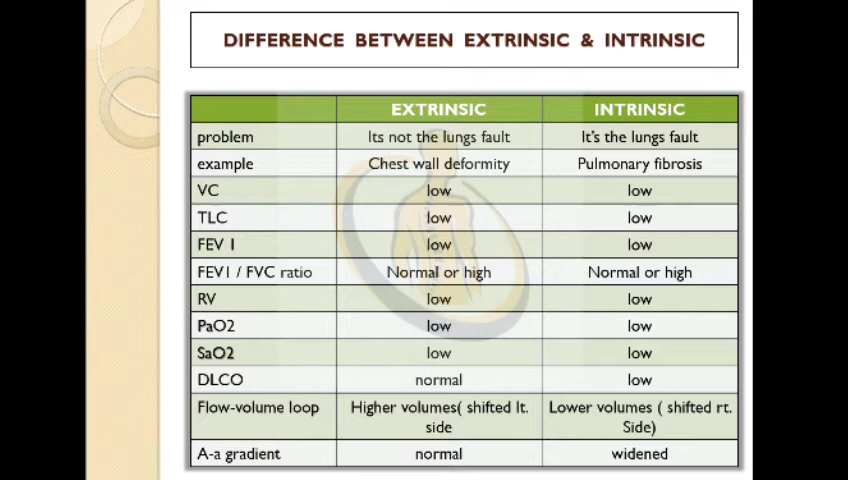 DIFFERENCE BETWEEN EXTRINSIC & INTRINSIC
EXTRINSIC INTRINSIC
problem Its not the lungs fault It's the lungs fault
example Chest wall deformity Pulmonary fibrosis
VC low low
TLC low low
FEV 1 low low
FEV1 / FVC ratio Normal or high Normal or high
RV low low
PaO2 low low
SaO2 low low
DLCO normal low
Flow-volume loop Higher volumes( shifted lt. side Lower volumes ( shifted rt. Side)
A-a gradient normal widened